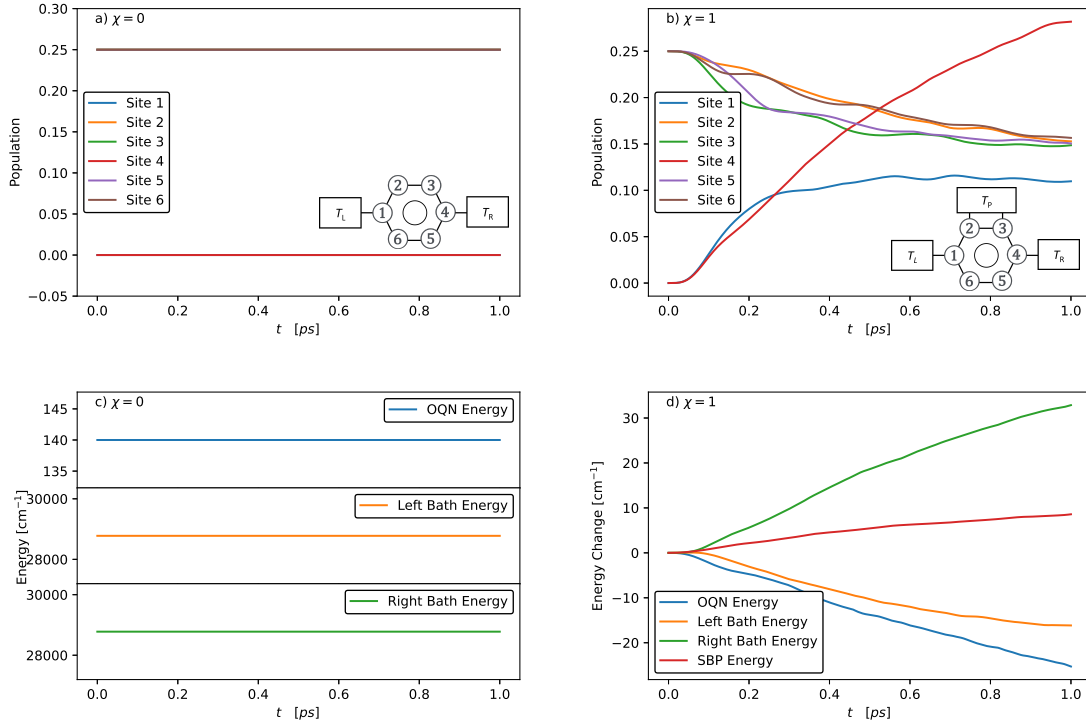 a) χ = 0
0.30
0.25
0.20
0.15
0.10
0.05
0.00
−0.05
Population
Site 1
Site 2
Site 3
Site 4
Site 5
Site 6
T_L
1
2
3
4
5
6
T_R
0.0 0.2 0.4 0.6 0.8 1.0
t [ps]
b) χ = 1
0.25
0.20
0.15
0.10
0.05
0.00
Population
Site 1
Site 2
Site 3
Site 4
Site 5
Site 6
T_P
T_L
1
2
3
4
5
6
T_R
0.0 0.2 0.4 0.6 0.8 1.0
t [ps]
c) χ = 0
145
140
135
30000
28000
30000
28000
Energy [cm⁻¹]
OQN Energy
Left Bath Energy
Right Bath Energy
0.0 0.2 0.4 0.6 0.8 1.0
t [ps]
d) χ = 1
30
20
10
0
−10
−20
Energy Change [cm⁻¹]
OQN Energy
Left Bath Energy
Right Bath Energy
SBP Energy
0.0 0.2 0.4 0.6 0.8 1.0
t [ps]